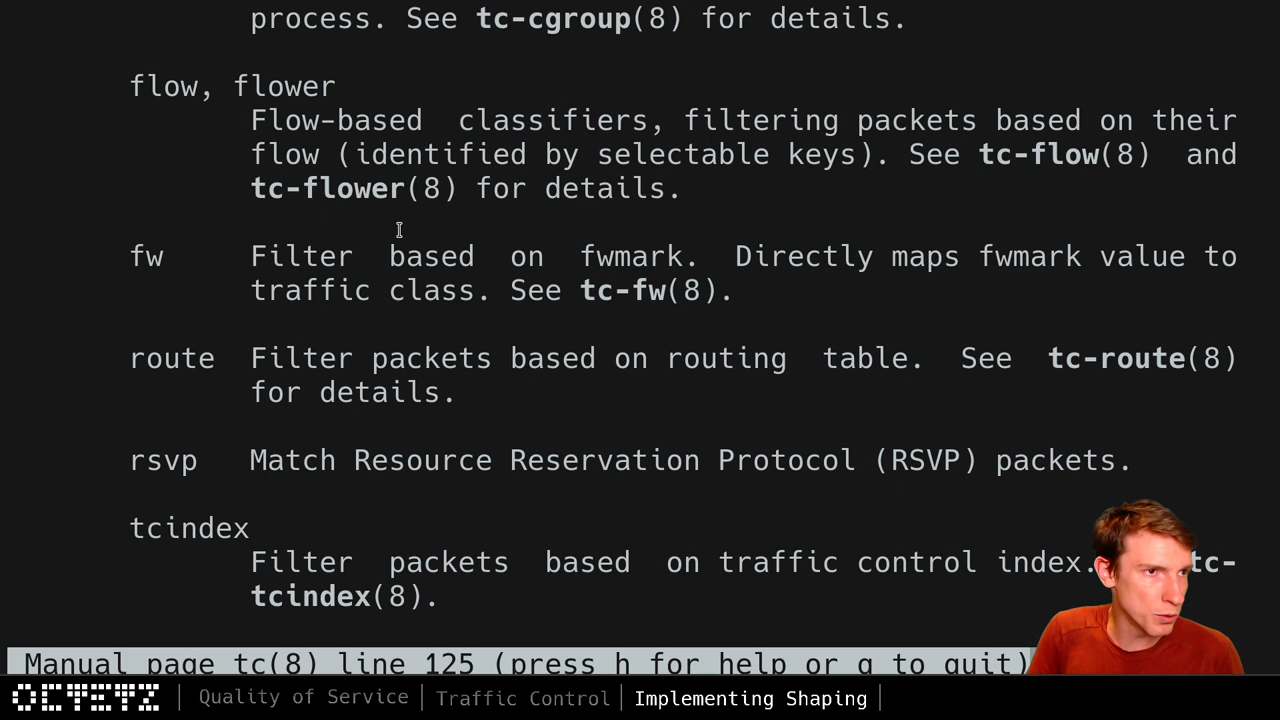 process. See tc-cgroup(8) for details.
flow, flower
Flow-based classifiers, filtering packets based on their
flow (identified by selectable keys). See tc-flow(8) and
tc-flower(8) for details.
fw Filter based on fwmark. Directly maps fwmark value to
traffic class. See tc-fw(8).
route Filter packets based on routing table. See tc-route(8)
for details.
rsvp Match Resource Reservation Protocol (RSVP) packets.
tcindex
Filter packets based on traffic control index. tc-
tcindex(8).
Manual page tc(8) line 125 (press h for help or q to quit)
OCTETZ | Quality of Service | Traffic Control | Implementing Shaping |